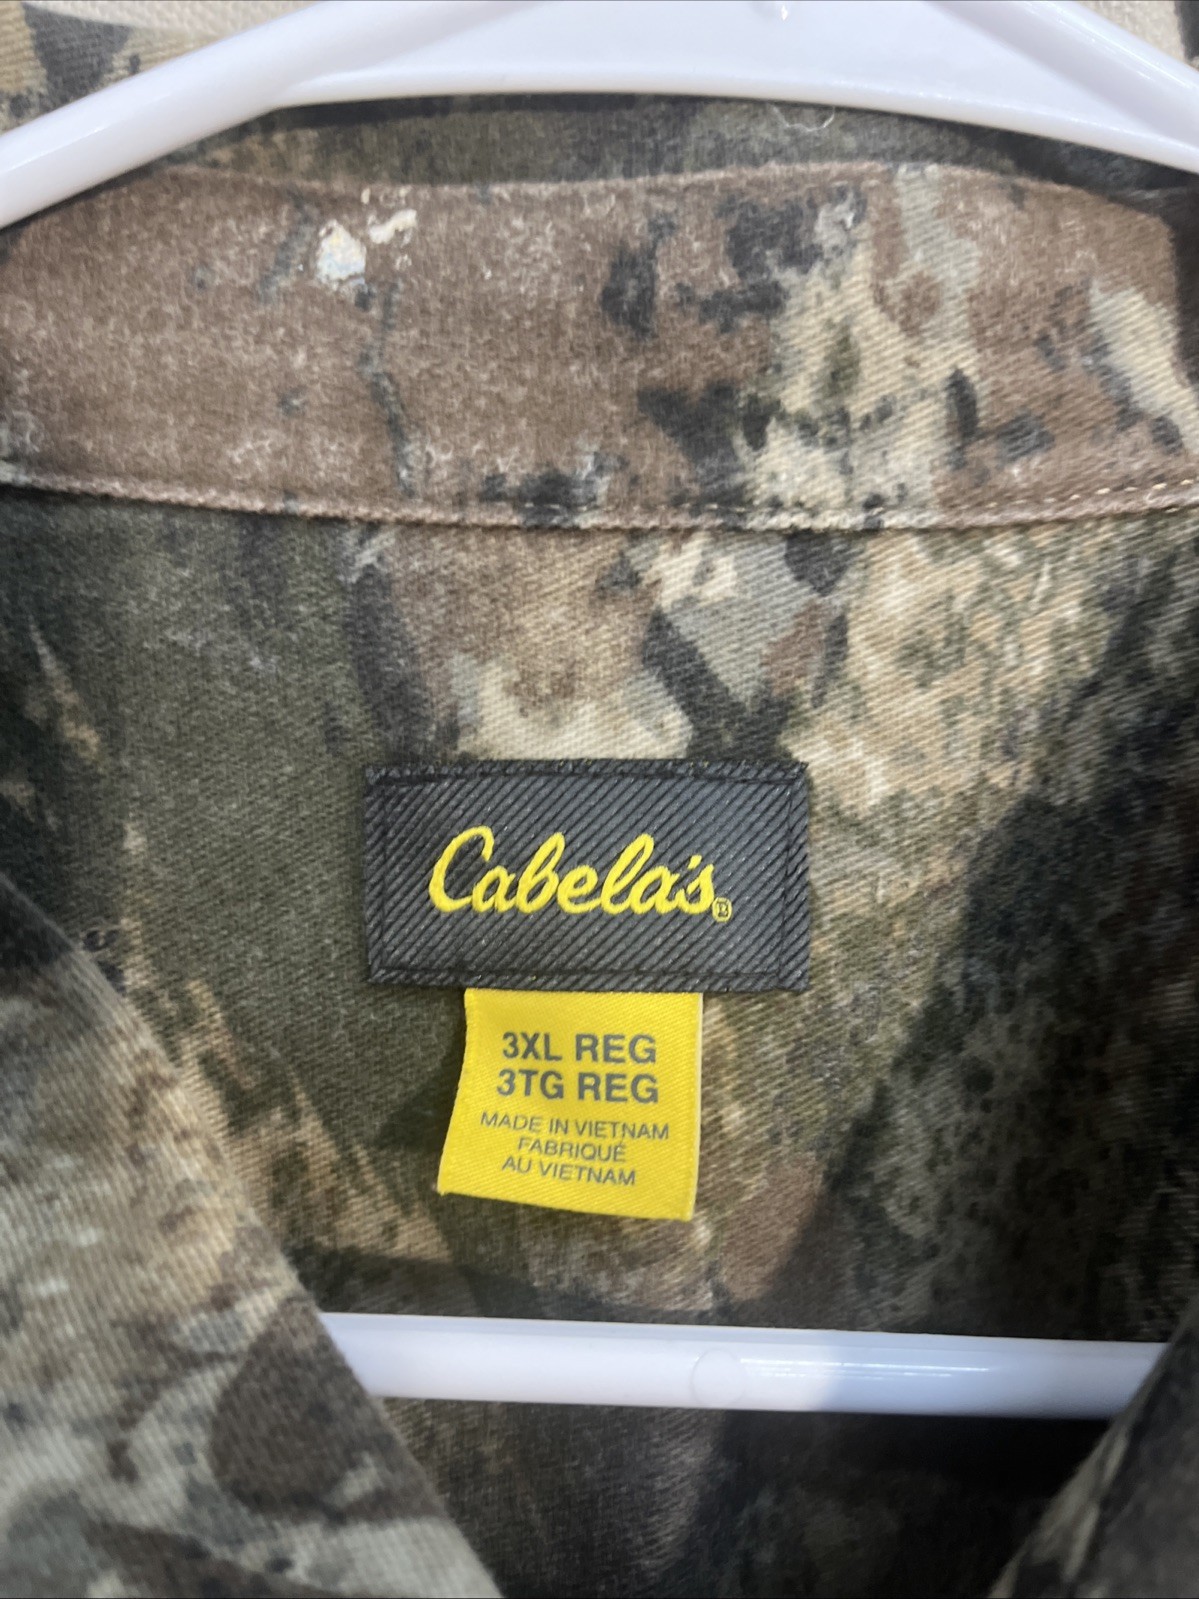 Cabela's®
3XL REG
3TG REG
MADE IN VIETNAM
FABRIQUÉ
AU VIETNAM